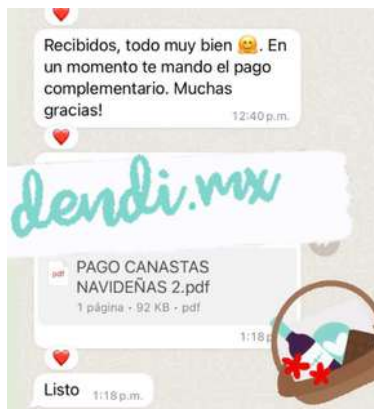 Recibidos, todo muy bien 🤗. En
un momento te mando el pago
complementario. Muchas
gracias!
12:40 p.m.
dendi.mx
pdf
PAGO CANASTAS
NAVIDEÑAS 2.pdf
1 página • 92 KB • pdf
1:18 p
Listo 1:18 p.m.